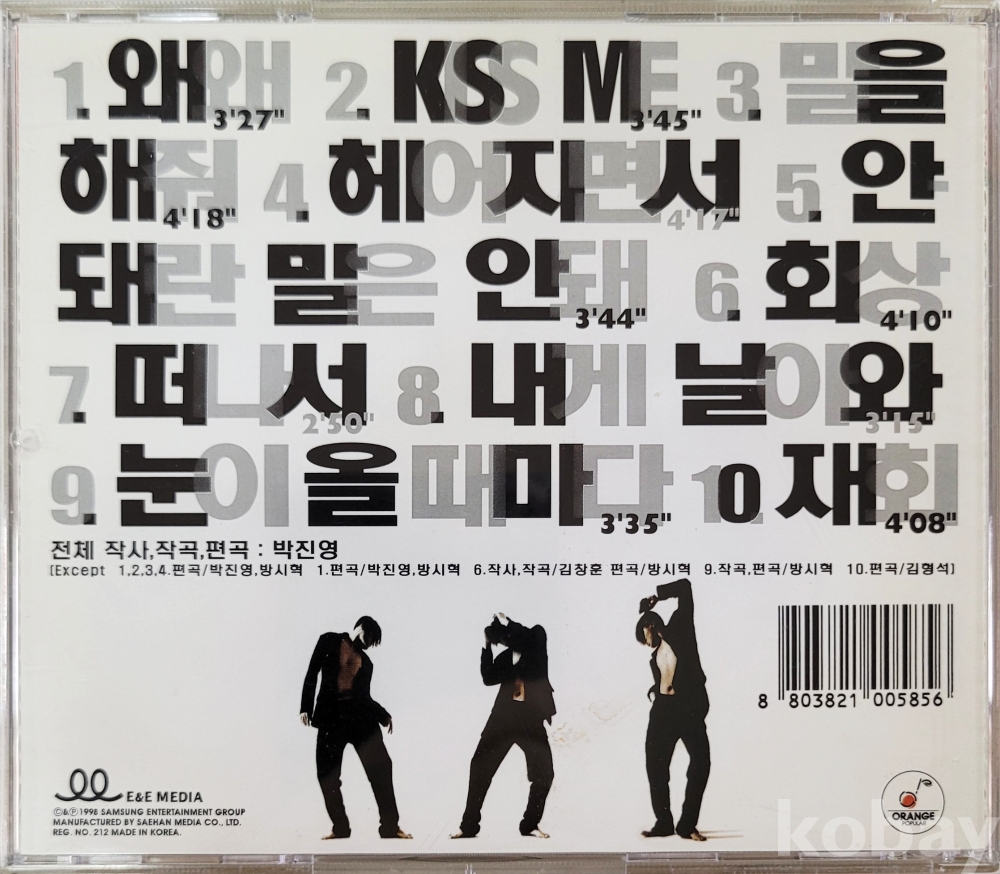 1. 왜왜 3'27" 2. KISS ME 3'45" 3. 말을
해줘 4'18" 4. 헤어지면서 4'17" 5. 안
돼란 말은 안돼 3'44" 6. 회상 4'10"
7. 떠나서 2'50" 8. 내게 날아와 3'15"
9. 눈이 올때마다 3'35" 10. 재회 4'08"
전체 작사,작곡,편곡 : 박진영
(Except 1,2,3,4.편곡/박진영,방시혁 1.편곡/박진영,방시혁 6.작사,작곡/김창훈 편곡/방시혁 9.작곡,편곡/방시혁 10.편곡/김형석)
8 803821 005856
E&E MEDIA
©&℗1998 SAMSUNG ENTERTAINMENT GROUP
MANUFACTURED BY SAEHAN MEDIA CO., LTD.
REG. NO. 212 MADE IN KOREA.
ORANGE
POPULAR
kobay